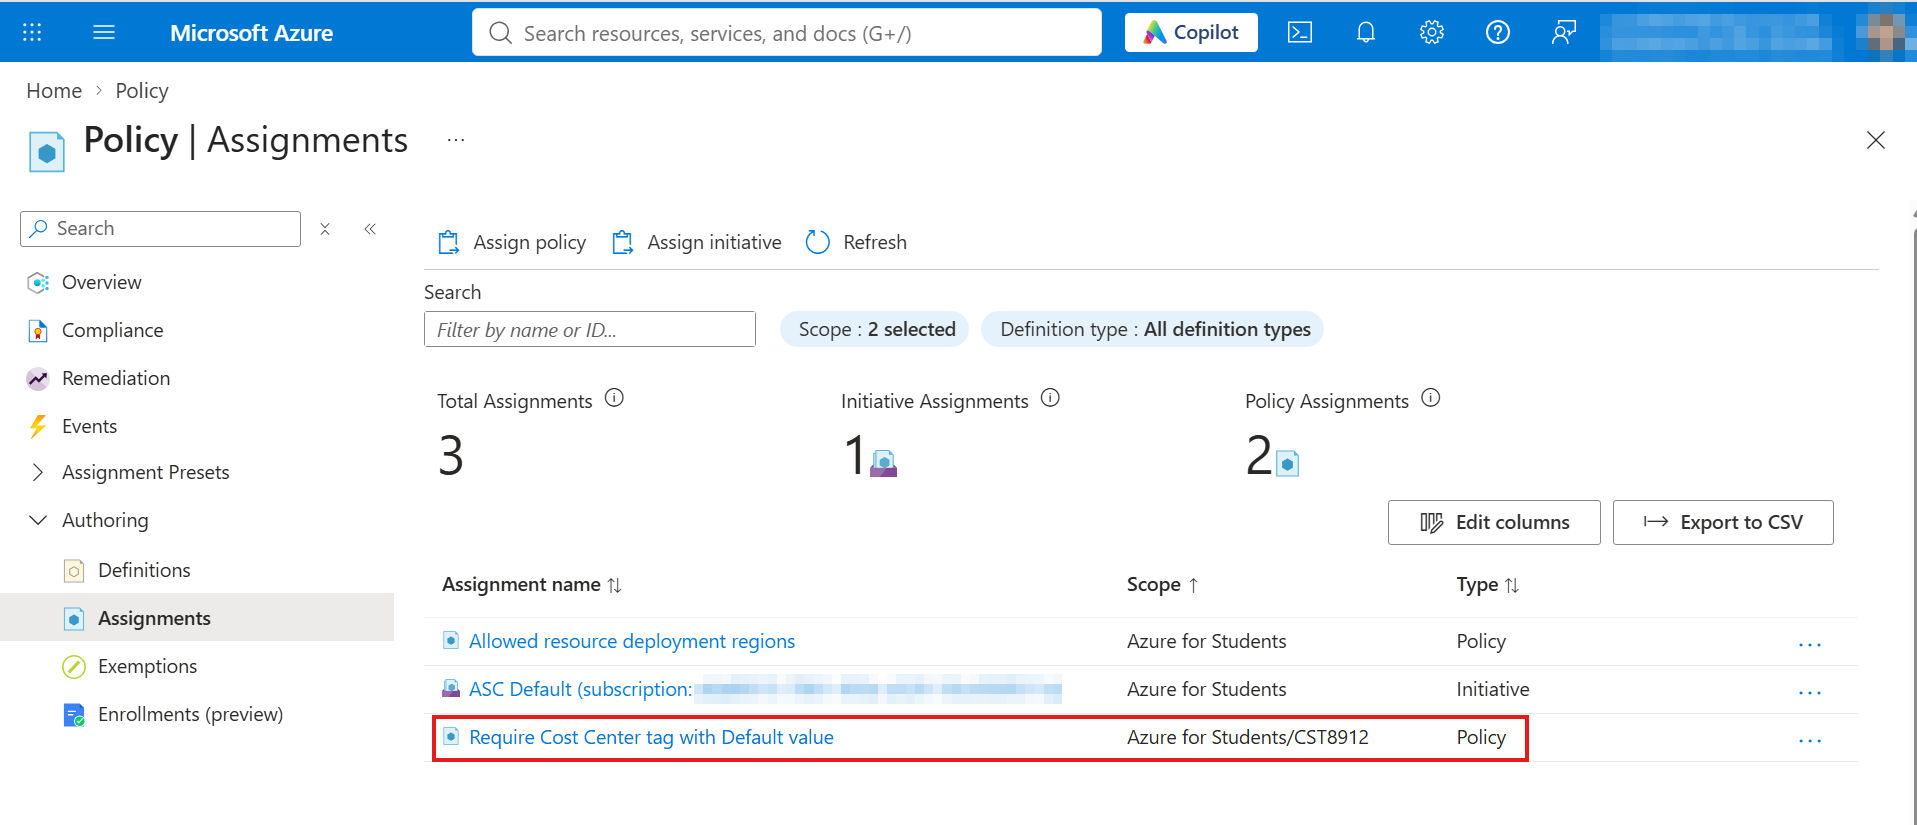 Microsoft Azure
Search resources, services, and docs (G+/)
Copilot
Home > Policy
Policy | Assignments ...
Search
Overview
Compliance
Remediation
Events
Assignment Presets
Authoring
Definitions
Assignments
Exemptions
Enrollments (preview)
Assign policy Assign initiative Refresh
Search
Filter by name or ID...
Scope : 2 selected
Definition type : All definition types
Total Assignments
3
Initiative Assignments
1
Policy Assignments
2
Edit columns
Export to CSV
Assignment name Scope Type
Allowed resource deployment regions Azure for Students Policy ...
ASC Default (subscription: Azure for Students Initiative ...
Require Cost Center tag with Default value Azure for Students/CST8912 Policy ...